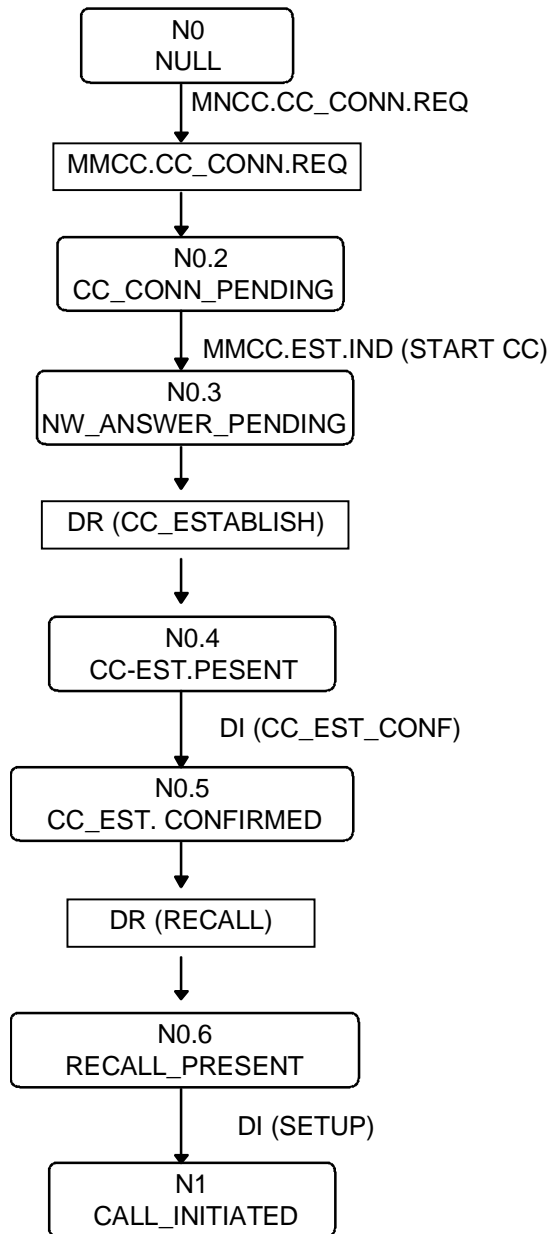 N0
NULL
MNCC.CC_CONN.REQ
MMCC.CC_CONN.REQ
N0.2
CC_CONN_PENDING
MMCC.EST.IND (START CC)
N0.3
NW_ANSWER_PENDING
DR (CC_ESTABLISH)
N0.4
CC-EST.PESENT
DI (CC_EST_CONF)
N0.5
CC_EST. CONFIRMED
DR (RECALL)
N0.6
RECALL_PRESENT
DI (SETUP)
N1
CALL_INITIATED